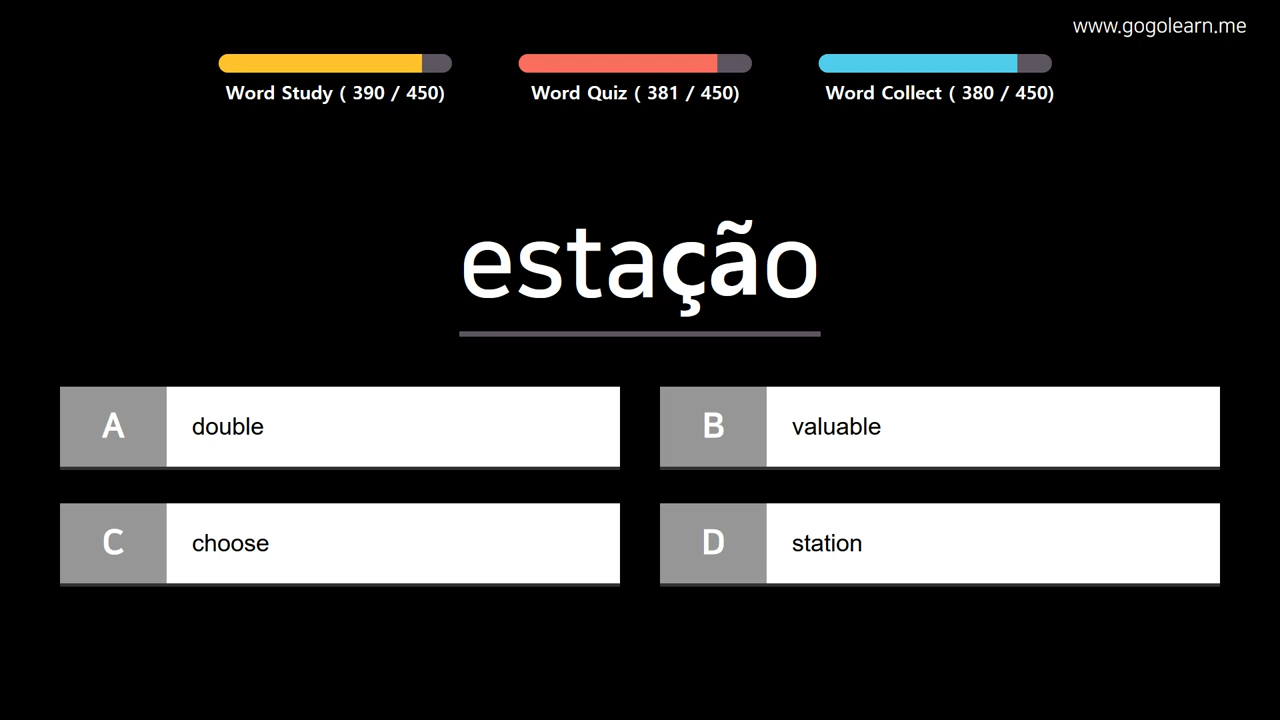 www.gogolearn.me
Word Study ( 390 / 450)
Word Quiz ( 381 / 450)
Word Collect ( 380 / 450)
estação
A double
B valuable
C choose
D station